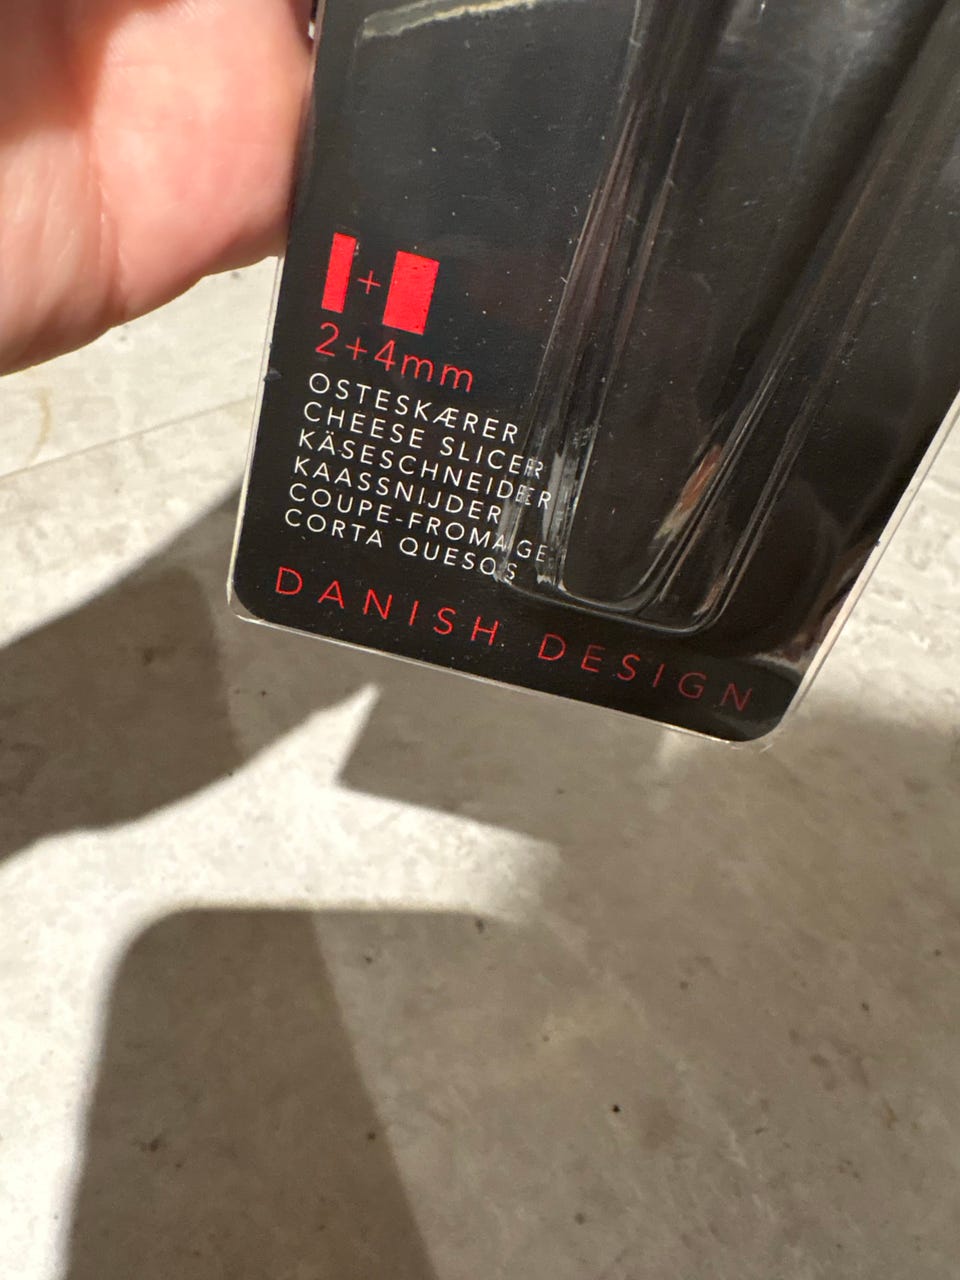 2+4mm
OSTESKÆRER
CHEESE SLICER
KÄSESCHNEIDER
KAASSNIJDER
COUPE-FROMAGE
CORTA QUESOS
DANISH DESIGN